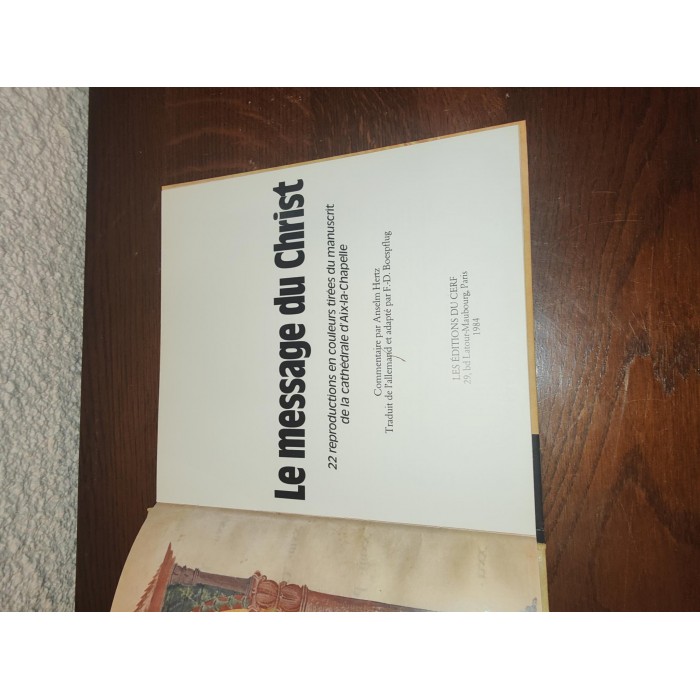 Le message du Christ
22 reproductions en couleurs tirées du manuscrit
de la cathédrale d'Aix-la-Chapelle
Commentaire par Anselm Hertz
Traduit de l'allemand et adapté par F.-D. Boespflug
LES ÉDITIONS DU CERF
29, bd Latour-Maubourg, Paris
1984